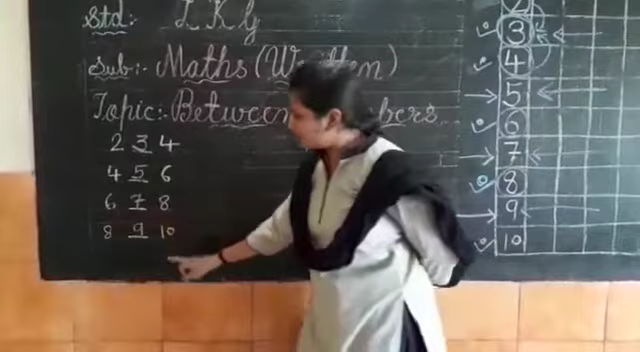 Std:- LKG
Sub:- Maths (Written)
Topic:- Between
2 3 4
4 5 6
6 7 8
8 9 10
2
3
4
5
6
7
8
9
10